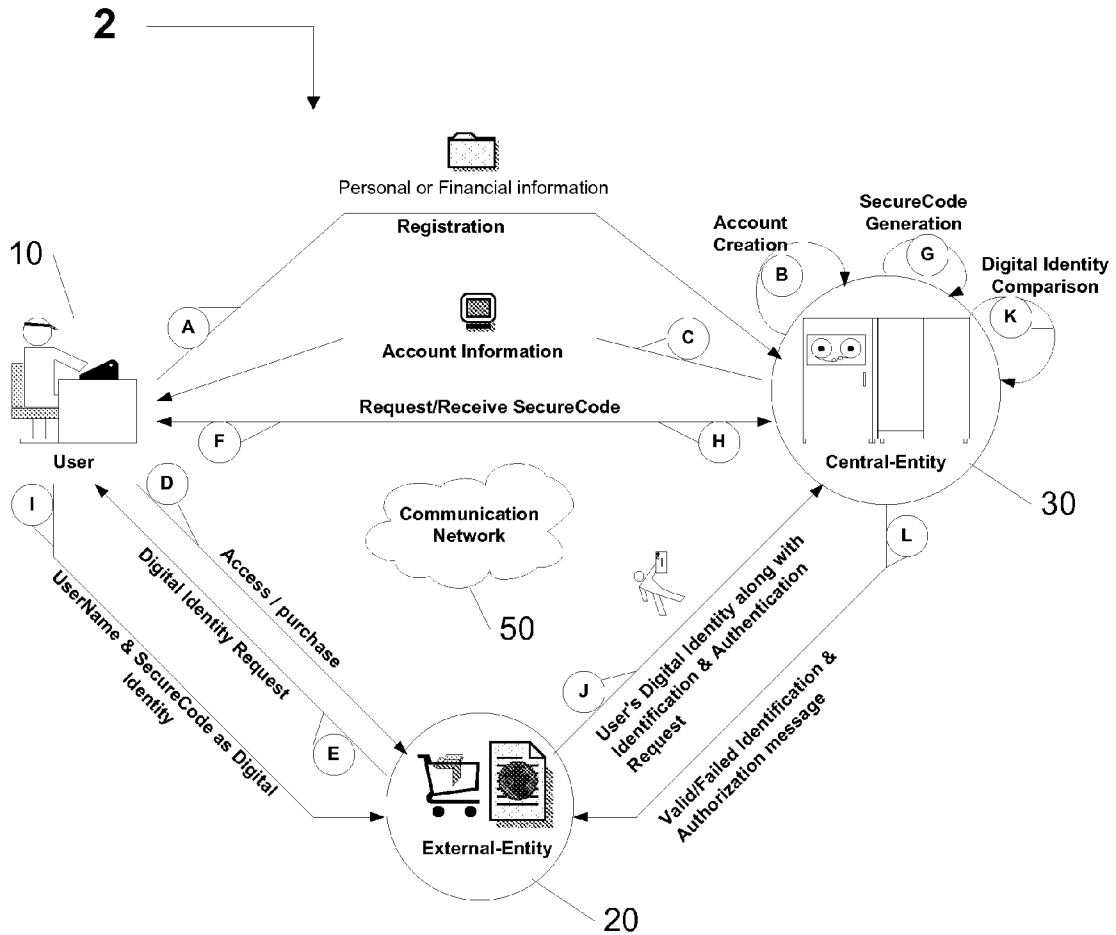 2
Personal or Financial information
Registration
Account
Creation
SecureCode
Generation
Digital Identity
Comparison
10
A
B
G
K
C
Account Information
Request/Receive SecureCode
F
H
User
Central-Entity
30
I
D
L
Communication
Network
50
Access / purchase
Digital Identity Request
UserName & SecureCode as Digital
Identity
E
J
User's Digital Identity along with
Identification & Authentication
Request
Valid/Failed Identification &
Authorization message
External-Entity
20